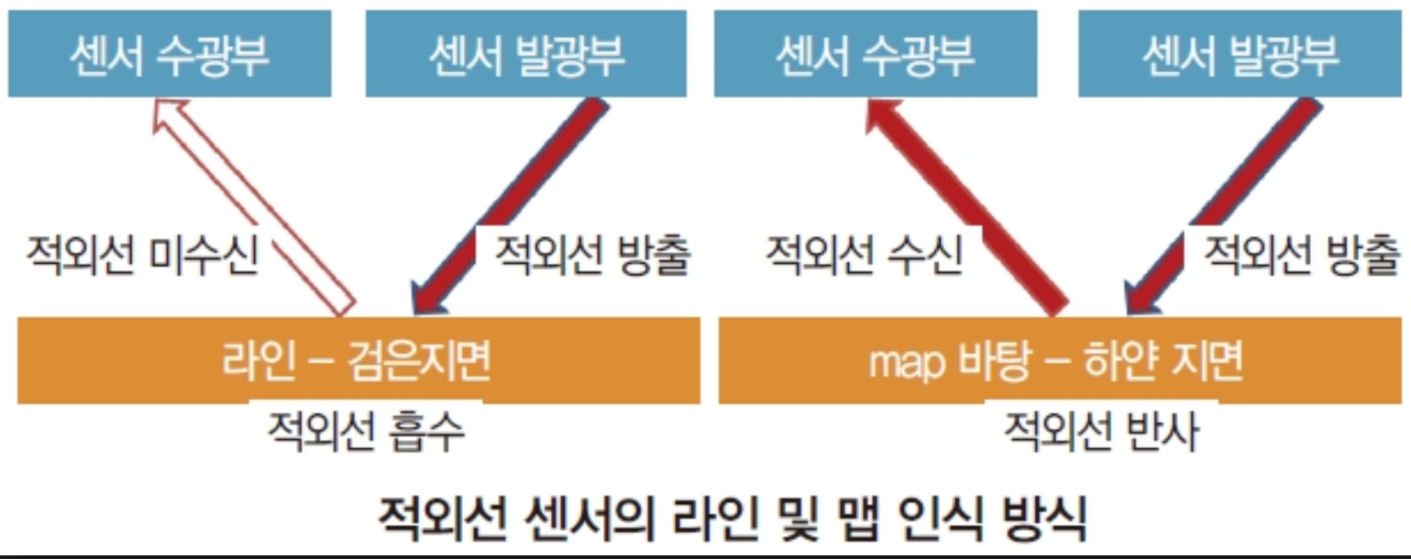 센서 수광부 센서 발광부 센서 수광부 센서 발광부
적외선 미수신 적외선 방출 적외선 수신 적외선 방출
라인 – 검은지면 map 바탕 – 하얀 지면
적외선 흡수 적외선 반사
적외선 센서의 라인 및 맵 인식 방식